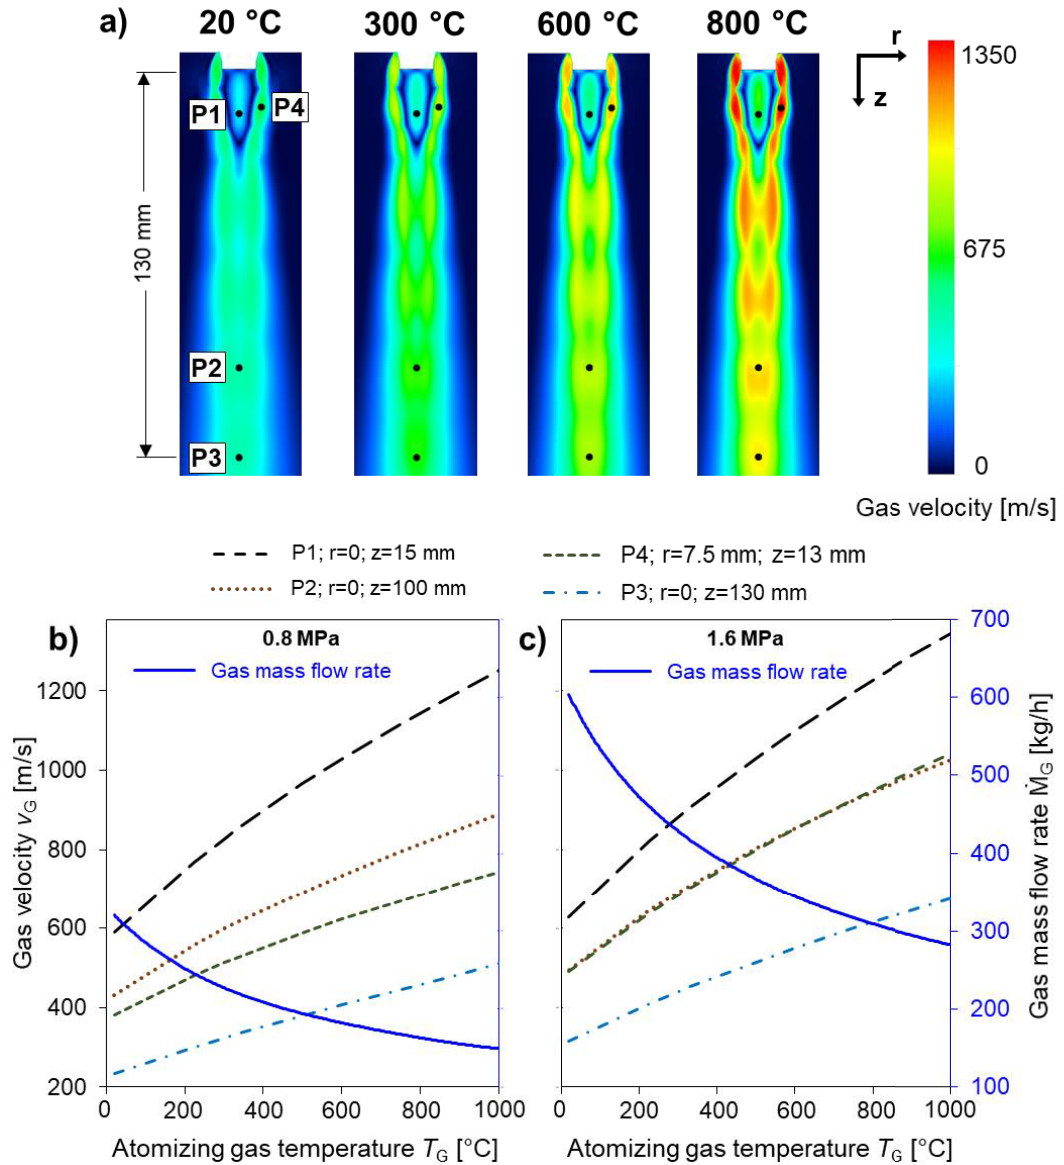 a)
20 °C
300 °C
600 °C
800 °C
r
z
1350
675
0
Gas velocity [m/s]
P1
P4
130 mm
P2
P3
P1; r=0; z=15 mm
P4; r=7.5 mm; z=13 mm
P2; r=0; z=100 mm
P3; r=0; z=130 mm
b)
0.8 MPa
Gas mass flow rate
Gas velocity vG [m/s]
1200
1000
800
600
400
200
0 200 400 600 800 1000
Atomizing gas temperature TG [°C]
c)
1.6 MPa
Gas mass flow rate
700
600
500
400
300
200
100
Gas mass flow rate ṀG [kg/h]
0 200 400 600 800 1000
Atomizing gas temperature TG [°C]